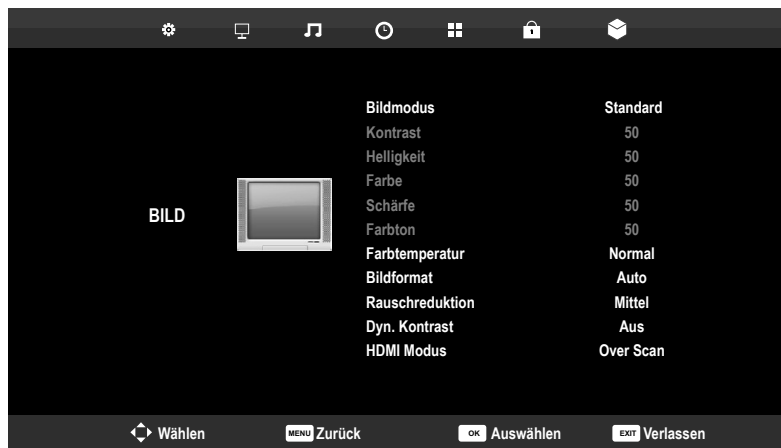 Bildmodus Standard
Kontrast 50
Helligkeit 50
Farbe 50
Schärfe 50
BILD
Farbton 50
Farbtemperatur Normal
Bildformat Auto
Rauschreduktion Mittel
Dyn. Kontrast Aus
HDMI Modus Over Scan
Wählen MENU Zurück OK Auswählen EXIT Verlassen